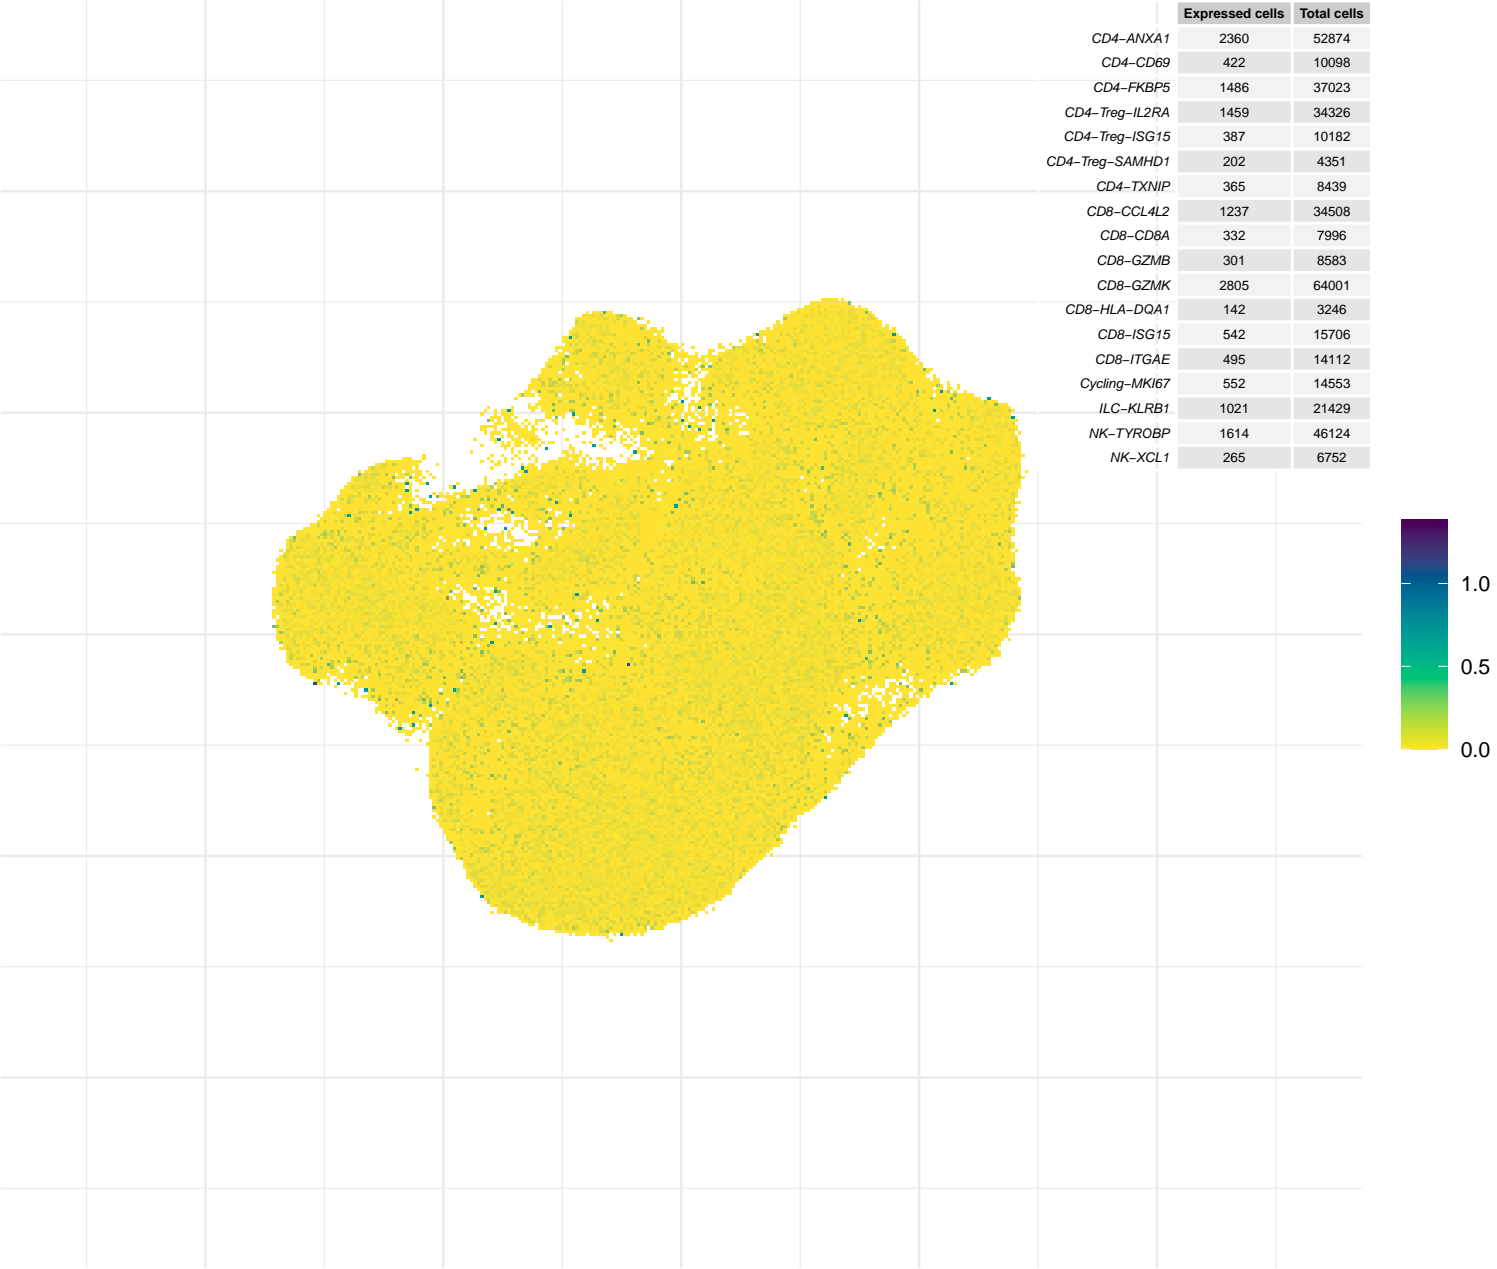 Expressed cells Total cells
CD4−ANXA1 2360 52874
CD4−CD69 422 10098
CD4−FKBP5 1486 37023
CD4−Treg−IL2RA 1459 34326
CD4−Treg−ISG15 387 10182
CD4−Treg−SAMHD1 202 4351
CD4−TXNIP 365 8439
CD8−CCL4L2 1237 34508
CD8−CD8A 332 7996
CD8−GZMB 301 8583
CD8−GZMK 2805 64001
CD8−HLA−DQA1 142 3246
CD8−ISG15 542 15706
CD8−ITGAE 495 14112
Cycling−MKI67 552 14553
ILC−KLRB1 1021 21429
NK−TYROBP 1614 46124
NK−XCL1 265 6752
1.0
0.5
0.0